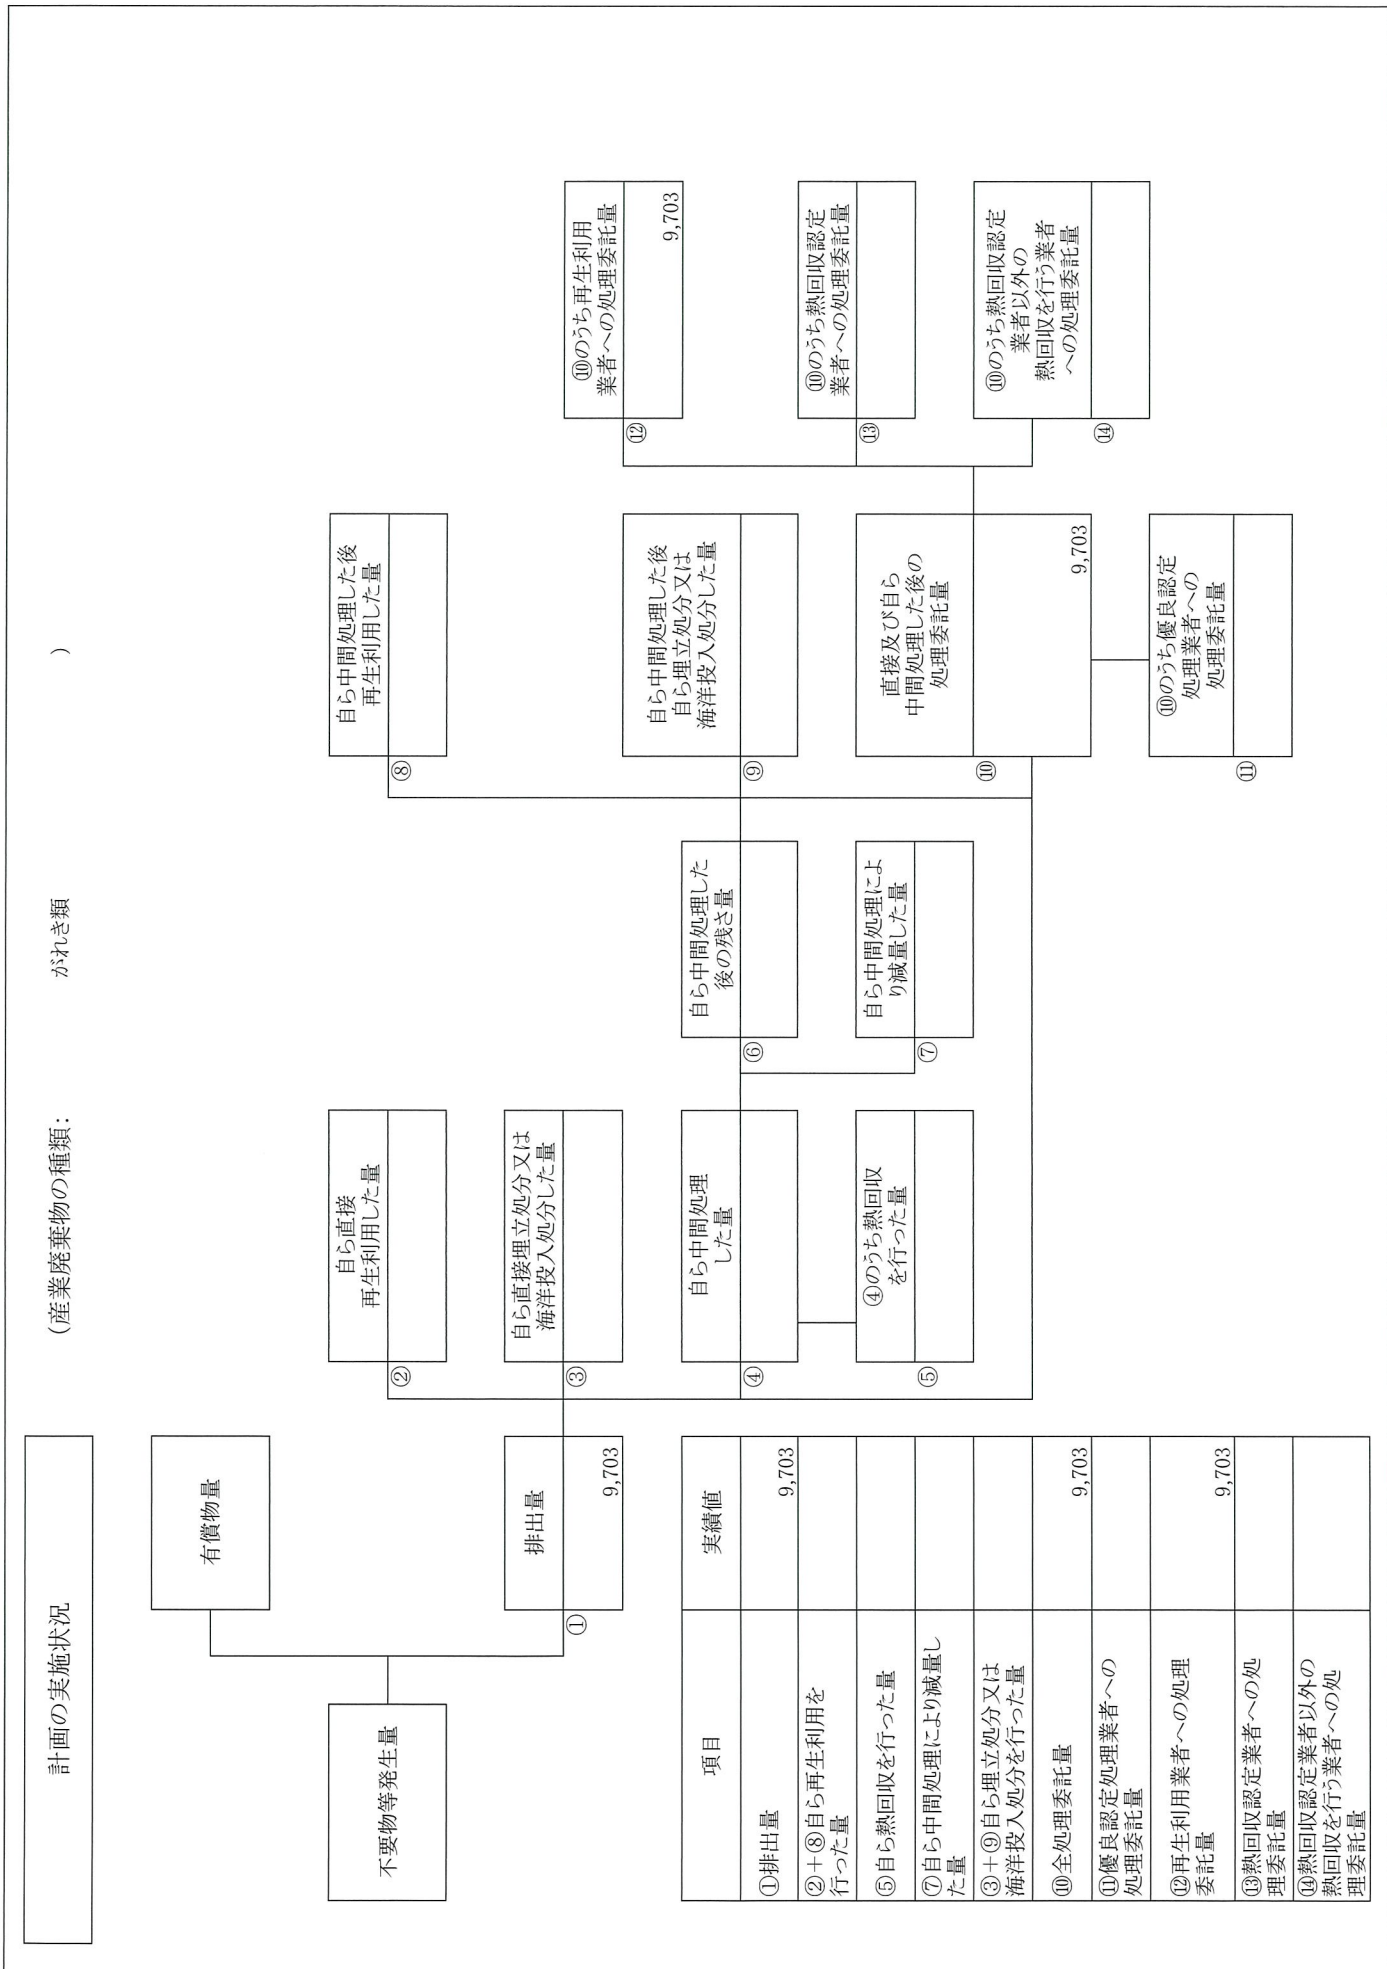 計画の実施状況
(産業廃棄物の種類: がれき類 )
不要物等発生量
有償物量
排出量
①
9,703
自ら直接
再生利用した量
②
自ら直接埋立処分又は
海洋投入処分した量
③
自ら中間処理
した量
④
④のうち熱回収
を行った量
⑤
自ら中間処理した
後の残さ量
⑥
自ら中間処理によ
り減量した量
⑦
自ら中間処理した後
再生利用した量
⑧
自ら中間処理した後
自ら埋立処分又は
海洋投入処分した量
⑨
直接及び自ら
中間処理した後の
処理委託量
⑩
9,703
⑩のうち優良認定
処理業者への
処理委託量
⑪
⑩のうち再生利用
業者への処理委託量
⑫
9,703
⑩のうち熱回収認定
業者への処理委託量
⑬
⑩のうち熱回収認定
業者以外の
熱回収を行う業者
への処理委託量
⑭
項目 実績値
①排出量 9,703
②+⑧自ら再生利用を
行った量
⑤自ら熱回収を行った量
⑦自ら中間処理により減量し
た量
③+⑨自ら埋立処分又は
海洋投入処分を行った量
⑩全処理委託量 9,703
⑪優良認定処理業者への
処理委託量
⑫再生利用業者への処理
委託量 9,703
⑬熱回収認定業者への処
理委託量
⑭熱回収認定業者以外の
熱回収を行う業者への処
理委託量